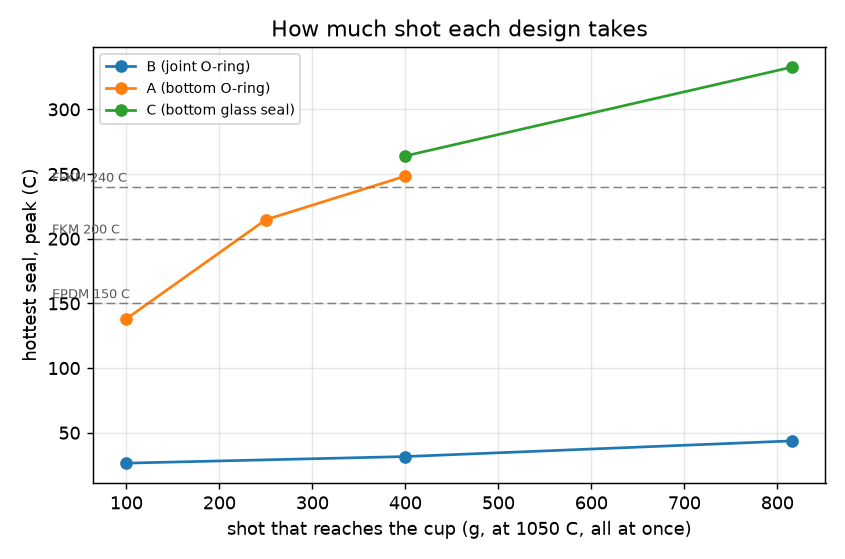 How much shot each design takes
B (joint O-ring)
A (bottom O-ring)
C (bottom glass seal)
hottest seal, peak (C)
300
250
240 C
200
FKM 200 C
150
EPDM 150 C
100
50
100 200 300 400 500 600 700 800
shot that reaches the cup (g, at 1050 C, all at once)